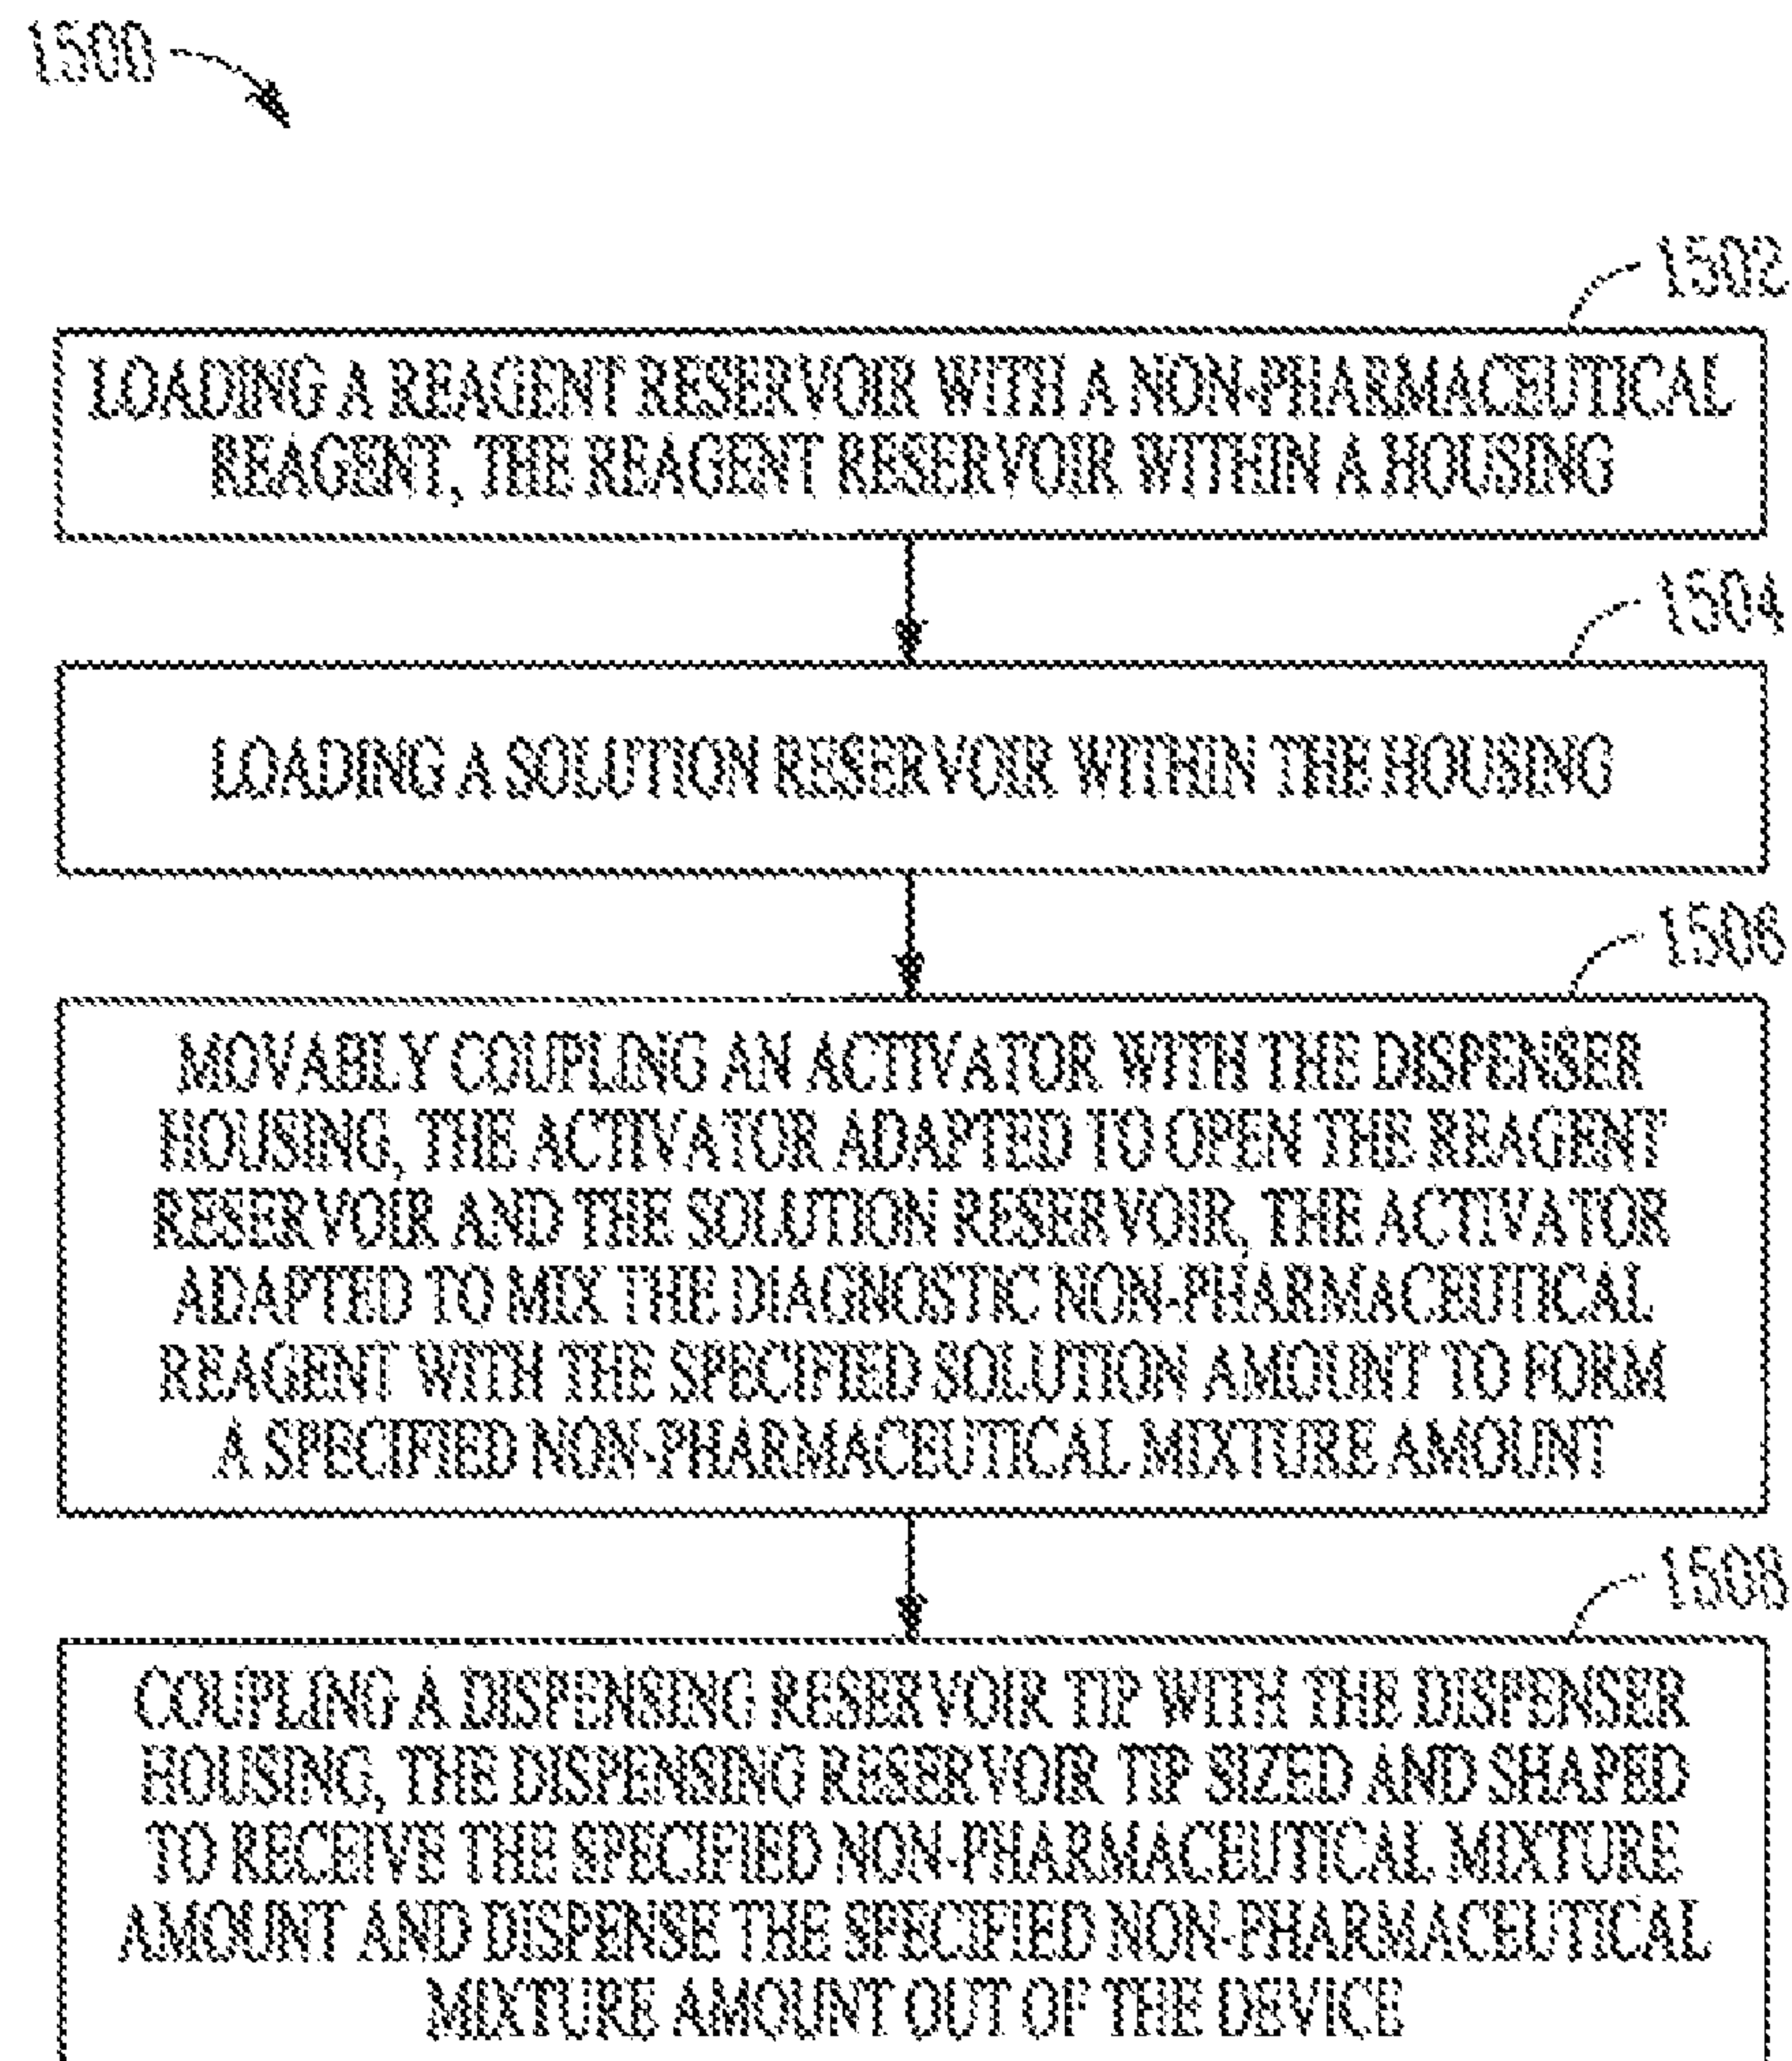 1500
1502
LOADING A REAGENT RESERVOIR WITH A NON-PHARMACEUTICAL
REAGENT, THE REAGENT RESERVOIR WITHIN A HOUSING
1504
LOADING A SOLUTION RESERVOIR WITHIN THE HOUSING
1506
MOVABLY COUPLING AN ACTIVATOR WITH THE DISPENSER
HOUSING, THE ACTIVATOR ADAPTED TO OPEN THE REAGENT
RESERVOIR AND THE SOLUTION RESERVOIR, THE ACTIVATOR
ADAPTED TO MIX THE DIAGNOSTIC NON-PHARMACEUTICAL
REAGENT WITH THE SPECIFIED SOLUTION AMOUNT TO FORM
A SPECIFIED NON-PHARMACEUTICAL MIXTURE AMOUNT
1508
COUPLING A DISPENSING RESERVOIR TIP WITH THE DISPENSER
HOUSING, THE DISPENSING RESERVOIR TIP SIZED AND SHAPED
TO RECEIVE THE SPECIFIED NON-PHARMACEUTICAL MIXTURE
AMOUNT AND DISPENSE THE SPECIFIED NON-PHARMACEUTICAL
MIXTURE AMOUNT OUT OF THE DEVICE